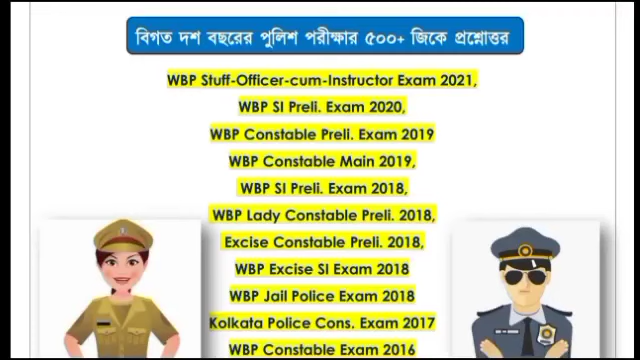 বিগত দশ বছরের পুলিশ পরীক্ষার ৫০০+ জিকে প্রশ্নোত্তর
WBP Stuff-Officer-cum-Instructor Exam 2021,
WBP SI Preli. Exam 2020,
WBP Constable Preli. Exam 2019
WBP Constable Main 2019,
WBP SI Preli. Exam 2018,
WBP Lady Constable Preli. 2018,
Excise Constable Preli. 2018,
WBP Excise SI Exam 2018
WBP Jail Police Exam 2018
Kolkata Police Cons. Exam 2017
WBP Constable Exam 2016